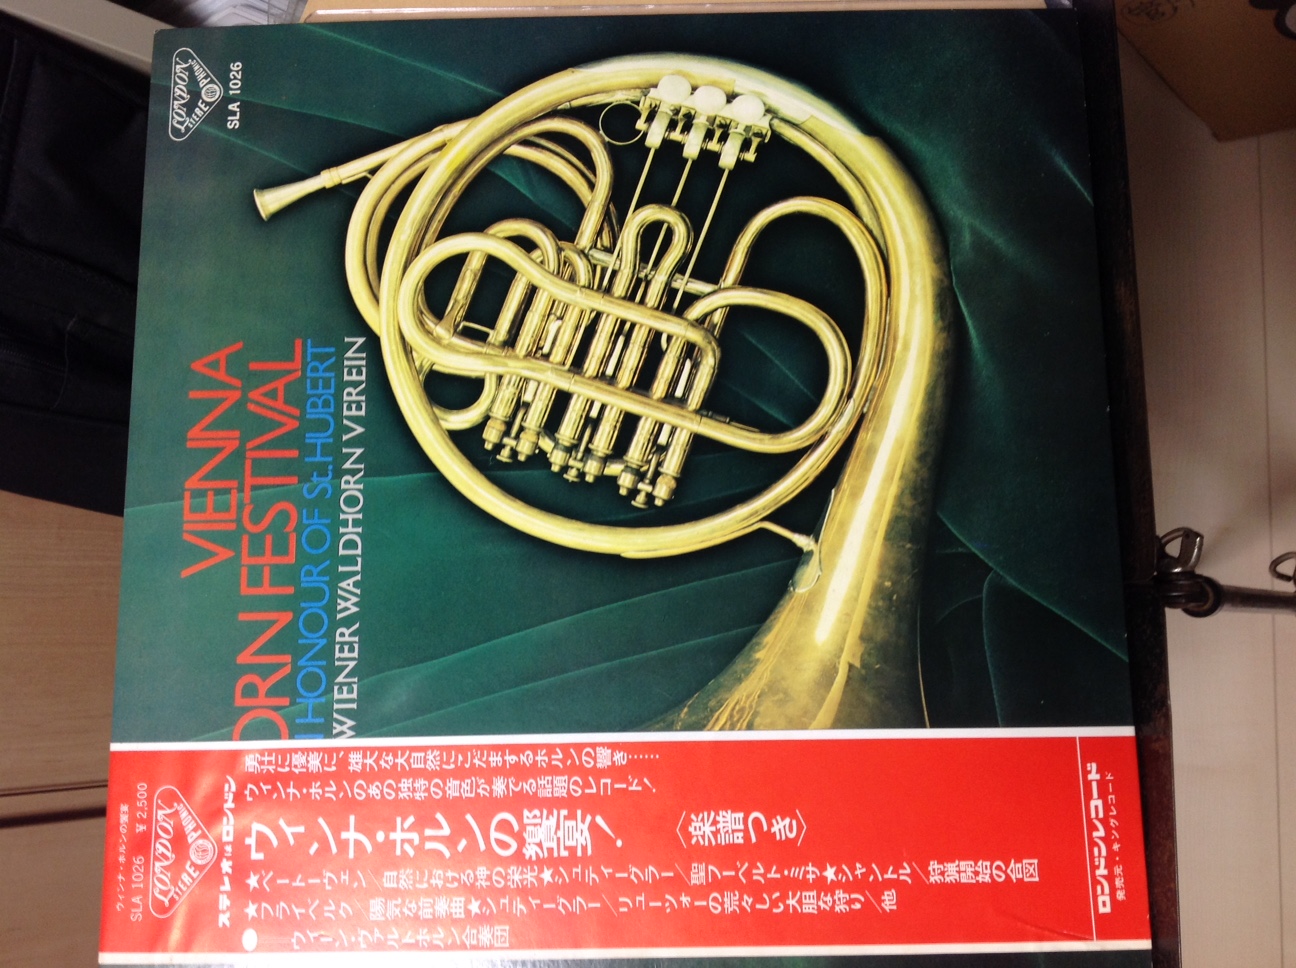 ウィンナ・ホルンの饗宴
SLA 1026 ¥2,500
LONDON
STEREOPHONIC
ステレオはロンドン
勇壮に優美に、雄大な大自然にこだまするホルンの響き……
ウィンナ・ホルンのあの独特の音色が奏でる話題のレコード!
ウィンナ・ホルンの饗宴!〈楽譜つき〉
★ベートーヴェン/自然における神の栄光★シュティーグラー/聖フーベルト・ミサ★シャントル/狩猟開始の合図
★フライベルク/陽気な前奏曲★シュティーグラー/リューツォーの荒々しい大胆な狩り/他
●ウィーン・ヴァルトホルン合奏団
ロンドンレコード
発売元・キングレコード
VIENNA
ORN FESTIVAL
N HONOUR OF St.HUBERT
WIENER WALDHORN VEREIN
LONDON
STEREOPHONIC
SLA 1026